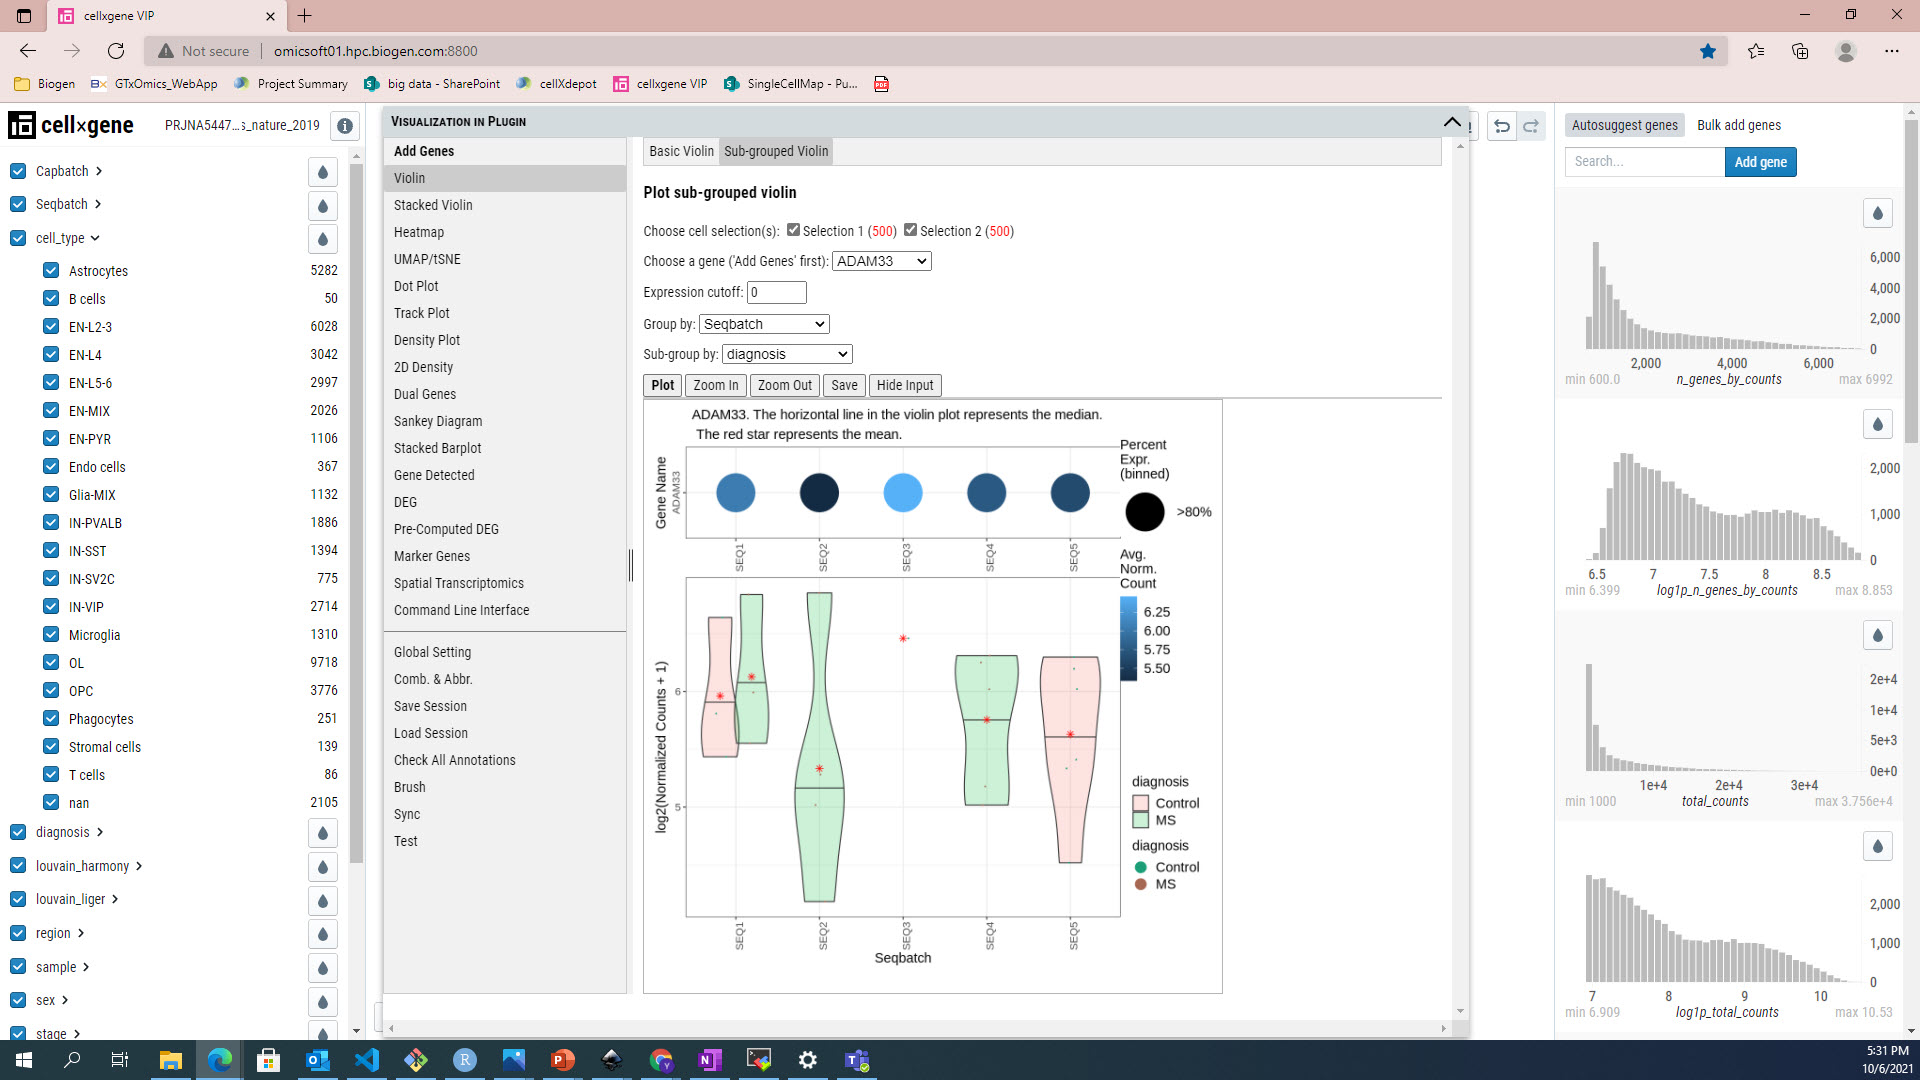 cellxgene VIP
Not secure
omicsoft01.hpc.biogen.com:8800
Biogen
GTxOmics_WebApp
Project Summary
big data - SharePoint
cellXdepot
cellxgene VIP
SingleCellMap - Pu...
cell×gene
PRJNA5447...s_nature_2019
Capbatch
Seqbatch
cell_type
Astrocytes 5282
B cells 50
EN-L2-3 6028
EN-L4 3042
EN-L5-6 2997
EN-MIX 2026
EN-PYR 1106
Endo cells 367
Glia-MIX 1132
IN-PVALB 1886
IN-SST 1394
IN-SV2C 775
IN-VIP 2714
Microglia 1310
OL 9718
OPC 3776
Phagocytes 251
Stromal cells 139
T cells 86
nan 2105
diagnosis
louvain_harmony
louvain_liger
region
sample
sex
stage
VISUALIZATION IN PLUGIN
Add Genes
Violin
Stacked Violin
Heatmap
UMAP/tSNE
Dot Plot
Track Plot
Density Plot
2D Density
Dual Genes
Sankey Diagram
Stacked Barplot
Gene Detected
DEG
Pre-Computed DEG
Marker Genes
Spatial Transcriptomics
Command Line Interface
Global Setting
Comb. & Abbr.
Save Session
Load Session
Check All Annotations
Brush
Sync
Test
Basic Violin Sub-grouped Violin
Plot sub-grouped violin
Choose cell selection(s): Selection 1 (500) Selection 2 (500)
Choose a gene ('Add Genes' first): ADAM33
Expression cutoff: 0
Group by: Seqbatch
Sub-group by: diagnosis
Plot Zoom In Zoom Out Save Hide Input
ADAM33. The horizontal line in the violin plot represents the median.
The red star represents the mean.
Gene Name
ADAM33
SEQ1 SEQ2 SEQ3 SEQ4 SEQ5
Percent
Expr.
(binned)
>80%
Avg.
Norm.
Count
6.25
6.00
5.75
5.50
log2(Normalized Counts + 1)
6
5
diagnosis
Control
MS
diagnosis
Control
MS
SEQ1 SEQ2 SEQ3 SEQ4 SEQ5
Seqbatch
Autosuggest genes Bulk add genes
Search... Add gene
6,000
4,000
2,000
0
2,000 4,000 6,000
min 600.0 n_genes_by_counts max 6992
2,000
1,000
0
6.5 7 7.5 8 8.5
min 6.399 log1p_n_genes_by_counts max 8.853
2e+4
1e+4
5e+3
0e+0
1e+4 2e+4 3e+4
min 1000 total_counts max 3.756e+4
2,000
1,000
0
7 8 9 10
min 6.909 log1p_total_counts max 10.53
5:31 PM
10/6/2021